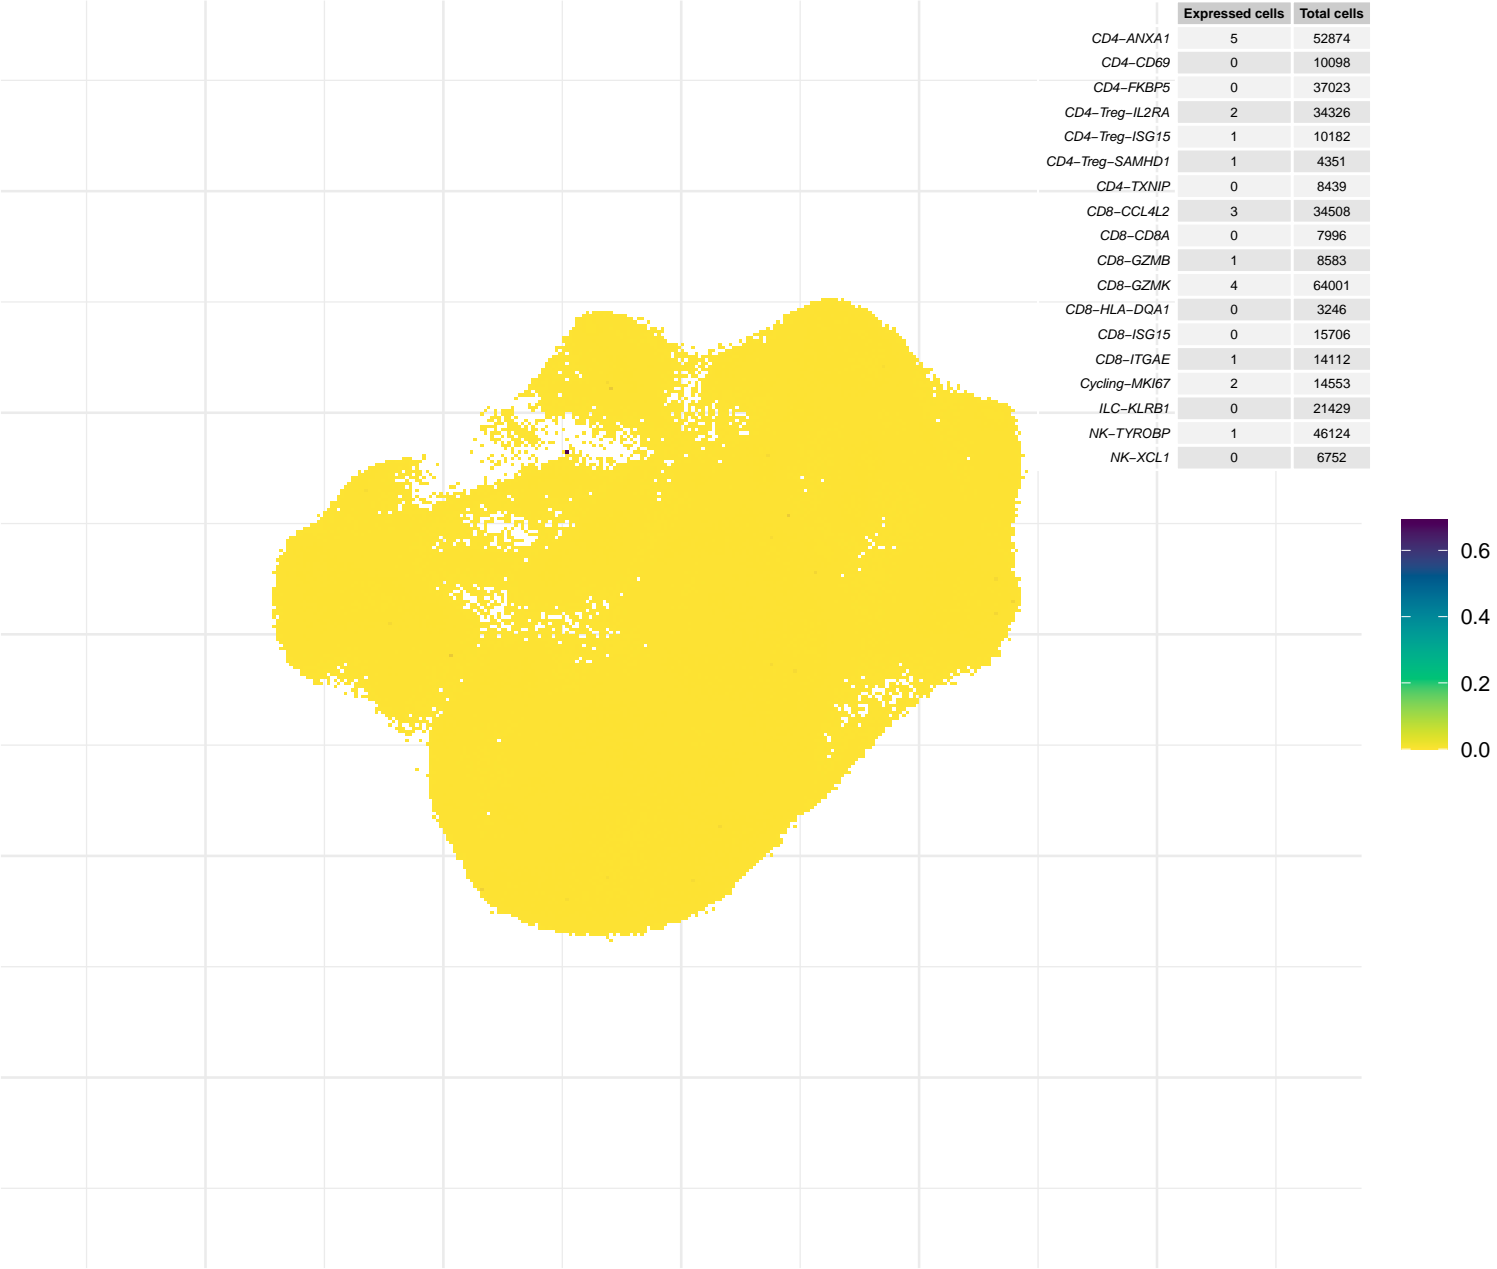 Expressed cells Total cells
CD4−ANXA1 5 52874
CD4−CD69 0 10098
CD4−FKBP5 0 37023
CD4−Treg−IL2RA 2 34326
CD4−Treg−ISG15 1 10182
CD4−Treg−SAMHD1 1 4351
CD4−TXNIP 0 8439
CD8−CCL4L2 3 34508
CD8−CD8A 0 7996
CD8−GZMB 1 8583
CD8−GZMK 4 64001
CD8−HLA−DQA1 0 3246
CD8−ISG15 0 15706
CD8−ITGAE 1 14112
Cycling−MKI67 2 14553
ILC−KLRB1 0 21429
NK−TYROBP 1 46124
NK−XCL1 0 6752
0.6
0.4
0.2
0.0